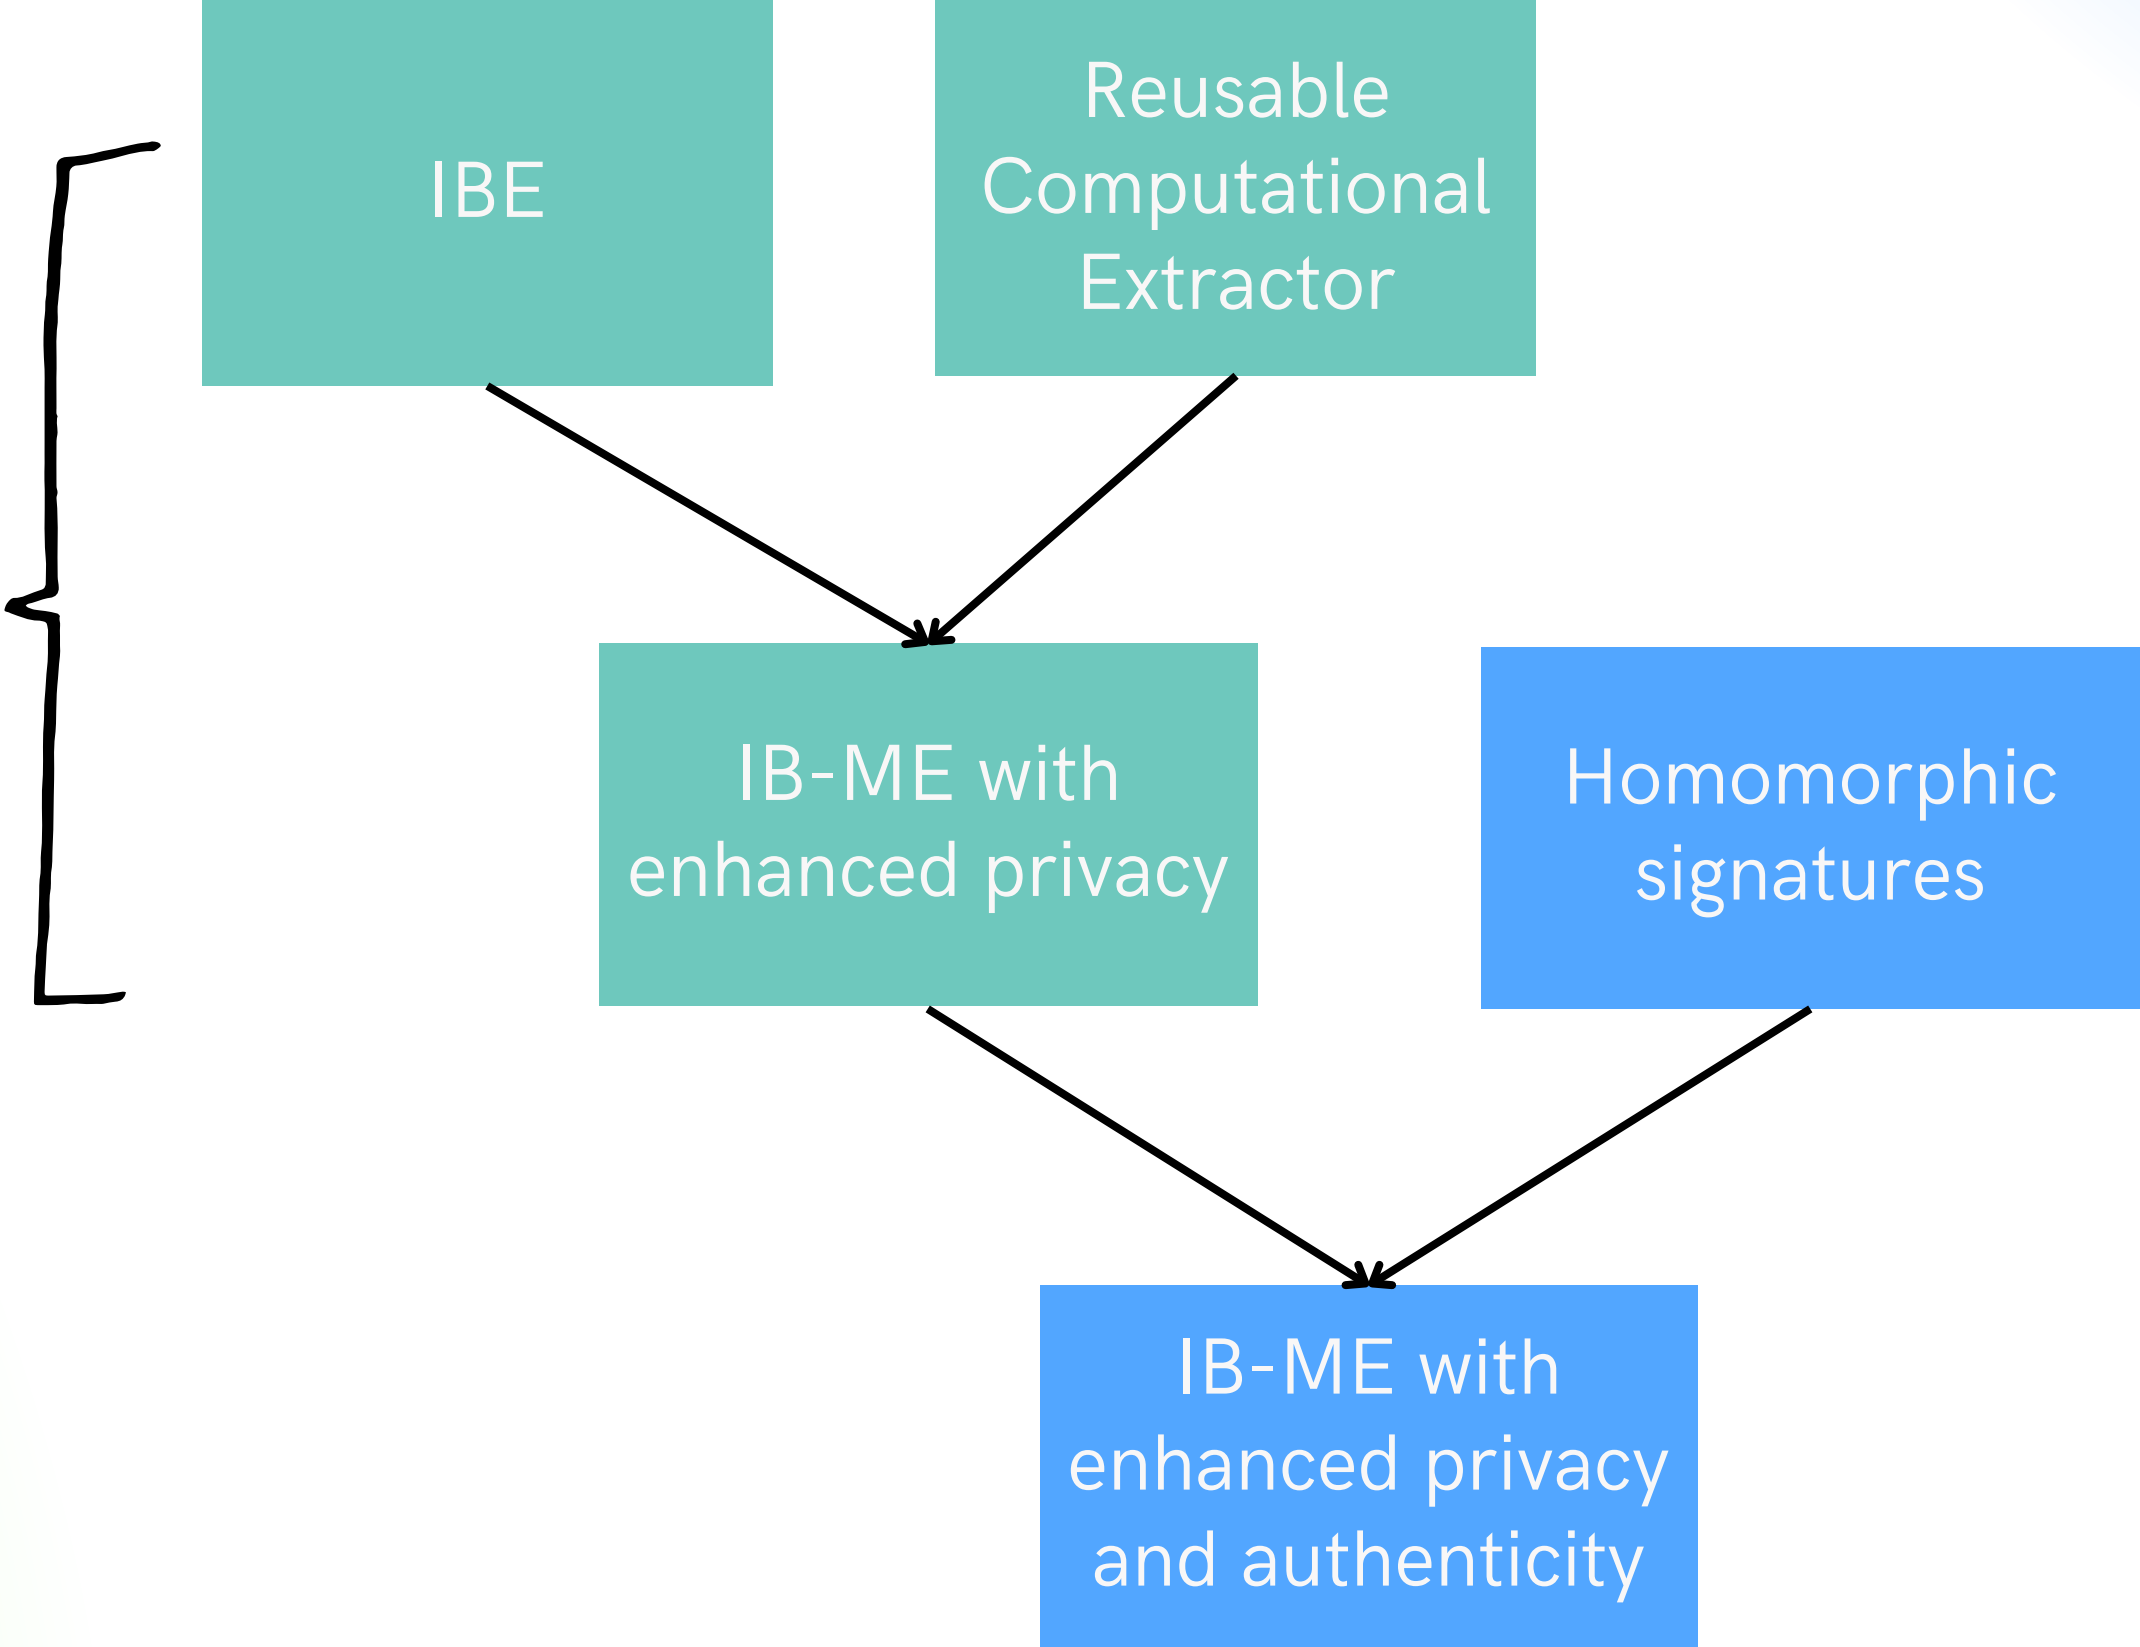 IBE
Reusable
Computational
Extractor
IB-ME with
enhanced privacy
Homomorphic
signatures
IB-ME with
enhanced privacy
and authenticity